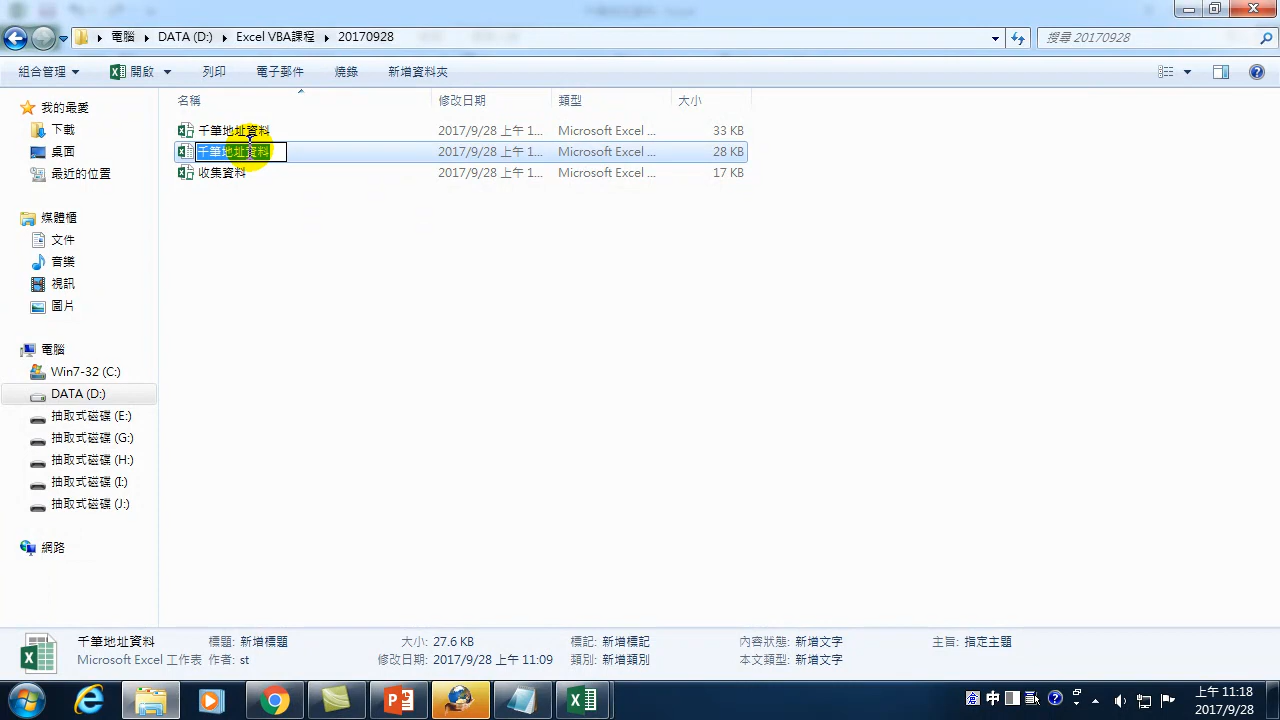 電腦 DATA (D:) Excel VBA課程 20170928 搜尋 20170928
組合管理 開啟 列印 電子郵件 燒錄 新增資料夾
名稱 修改日期 類型 大小
千筆地址資料 2017/9/28 上午 1... Microsoft Excel ... 33 KB
千筆地址資料 2017/9/28 上午 1... Microsoft Excel ... 28 KB
收集資料 2017/9/28 上午 1... Microsoft Excel ... 17 KB
我的最愛
下載
桌面
最近的位置
媒體櫃
文件
音樂
視訊
圖片
電腦
Win7-32 (C:)
DATA (D:)
抽取式磁碟 (E:)
抽取式磁碟 (G:)
抽取式磁碟 (H:)
抽取式磁碟 (I:)
抽取式磁碟 (J:)
網路
千筆地址資料 標題: 新增標題 大小: 27.6 KB 標記: 新增標記 內容狀態: 新增文字 主旨: 指定主題
Microsoft Excel 工作表 作者: st 修改日期: 2017/9/28 上午 11:09 類別: 新增類別 本文類型: 新增文字
中 上午 11:18
2017/9/28